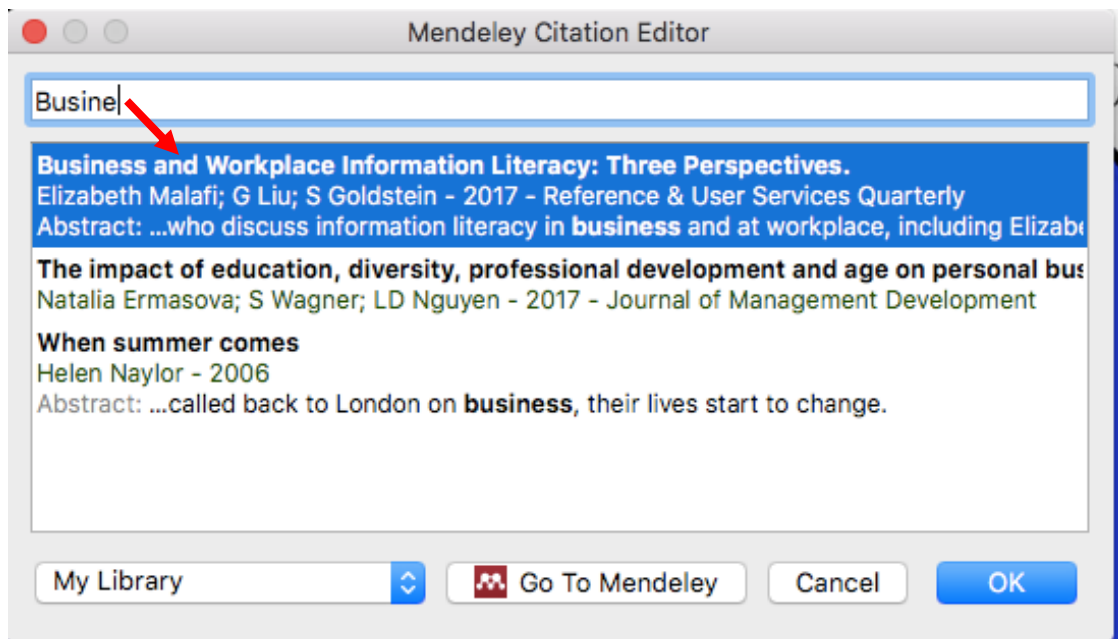 Mendeley Citation Editor
Busine
Business and Workplace Information Literacy: Three Perspectives.
Elizabeth Malafi; G Liu; S Goldstein - 2017 - Reference & User Services Quarterly
Abstract: ...who discuss information literacy in business and at workplace, including Elizabe
The impact of education, diversity, professional development and age on personal bus
Natalia Ermasova; S Wagner; LD Nguyen - 2017 - Journal of Management Development
When summer comes
Helen Naylor - 2006
Abstract: ...called back to London on business, their lives start to change.
My Library Go To Mendeley Cancel OK